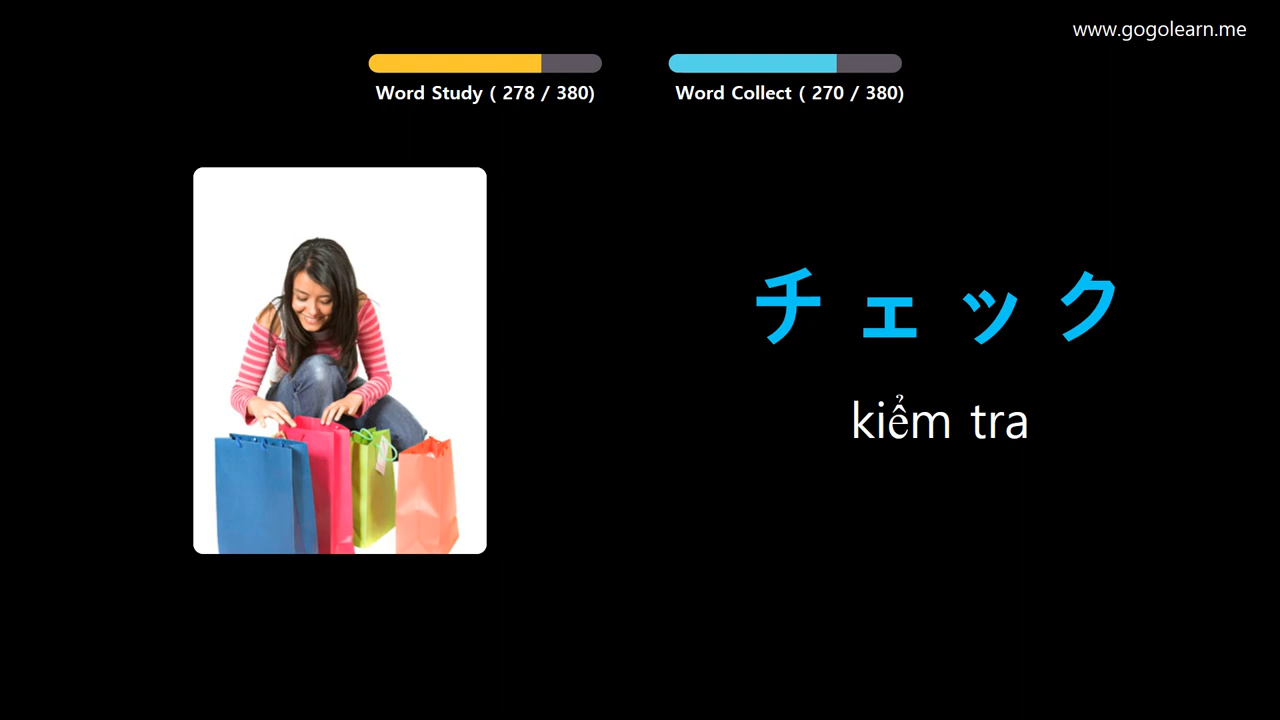 www.gogolearn.me
Word Study ( 278 / 380)
Word Collect ( 270 / 380)
チェック
kiểm tra